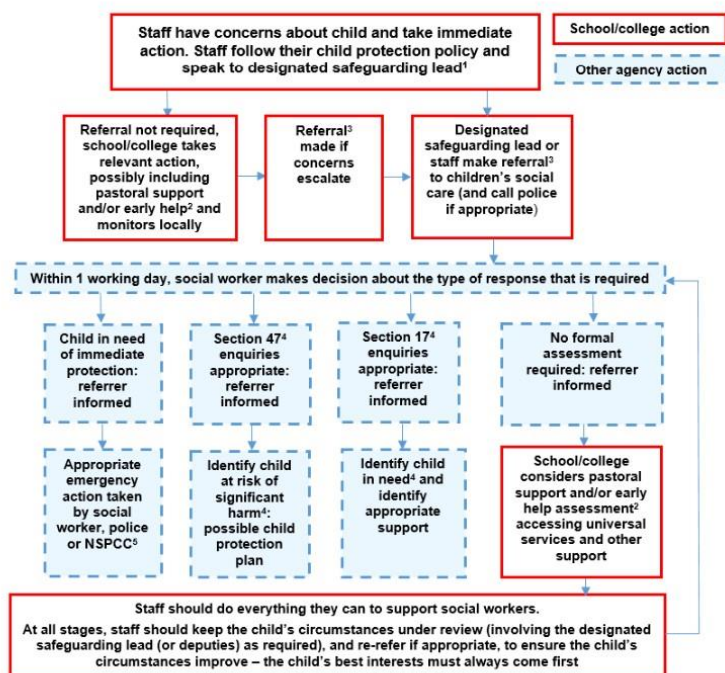 Staff have concerns about child and take immediate
action. Staff follow their child protection policy and
speak to designated safeguarding lead¹
School/college action
Other agency action
Referral not required,
school/college takes
relevant action,
possibly including
pastoral support
and/or early help² and
monitors locally
Referral³
made if
concerns
escalate
Designated
safeguarding lead or
staff make referral³
to children’s social
care (and call police
if appropriate)
Within 1 working day, social worker makes decision about the type of response that is required
Child in need
of immediate
protection:
referrer
informed
Section 47⁴
enquiries
appropriate:
referrer
informed
Section 17⁴
enquiries
appropriate:
referrer
informed
No formal
assessment
required: referrer
informed
Appropriate
emergency
action taken
by social
worker, police
or NSPCC⁵
Identify child
at risk of
significant
harm⁴:
possible child
protection
plan
Identify child
in need⁴ and
identify
appropriate
support
School/college
considers pastoral
support and/or early
help assessment²
accessing universal
services and other
support
Staff should do everything they can to support social workers.
At all stages, staff should keep the child’s circumstances under review (involving the designated
safeguarding lead (or deputies) as required), and re-refer if appropriate, to ensure the child’s
circumstances improve – the child’s best interests must always come first